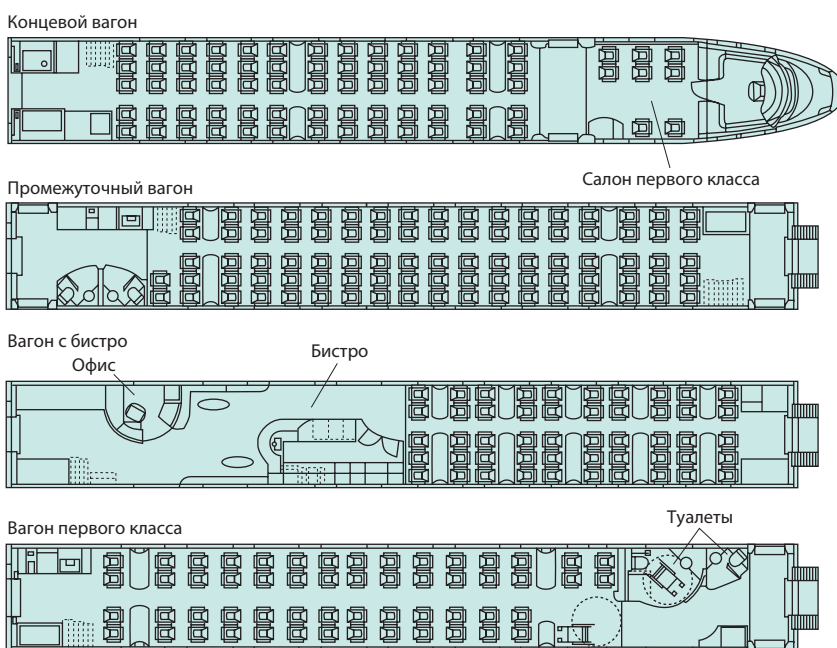 Концевой вагон
Салон первого класса
Промежуточный вагон
Вагон с бистро
Офис
Бистро
Вагон первого класса
Туалеты